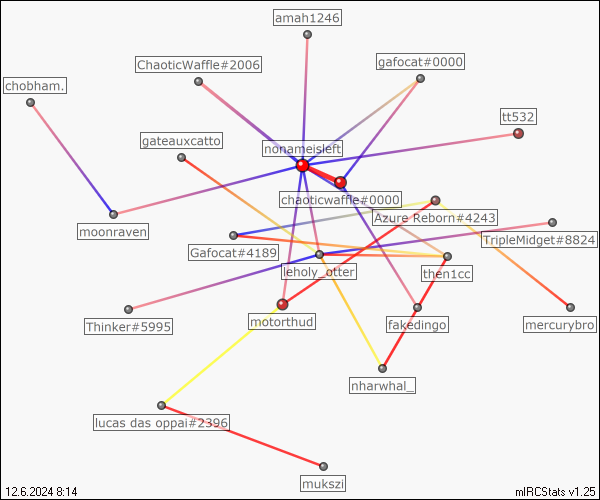 amah1246
ChaoticWaffle#2006
gafocat#0000
chobham.
tt532
gateauxcatto
nonameisleft
chaoticwaffle#0000
Azure Reborn#4243
moonraven
TripleMidget#8824
Gafocat#4189
leholy_otter
then1cc
Thinker#5995
motorthud
fakedingo
mercurybro
nharwhal_
lucas das oppai#2396
mukszi
12.6.2024 8:14
mIRCStats v1.25